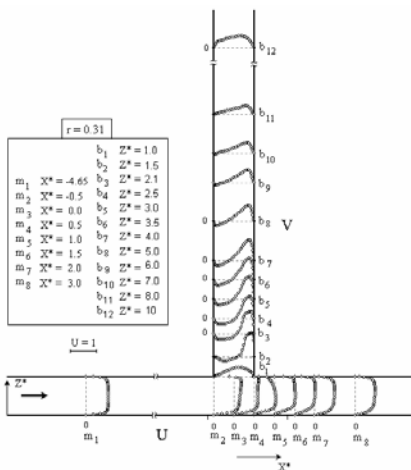 0 b12
b11
r = 0.31
b1 Z* = 1.0
b2 Z* = 1.5
m1 X* = -4.65 b3 Z* = 2.1
m2 X* = -0.5 b4 Z* = 2.5
m3 X* = 0.0 b5 Z* = 3.0
m4 X* = 0.5 b6 Z* = 3.5
m5 X* = 1.0 b7 Z* = 4.0
m6 X* = 1.5 b8 Z* = 5.0
m7 X* = 2.0 b9 Z* = 6.0
m8 X* = 3.0 b10 Z* = 7.0
b11 Z* = 8.0
b12 Z* = 10
b10
b9
0 b8
V
0 b7
0 b6
0 b5
0 b4
0 b3
U = 1
b2
b1
Z*
0 0 0 0 0 0 0 0
m1 U m2 m3 m4 m5 m6 m7 m8
X*